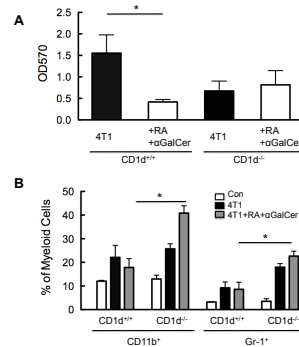 A
*
OD570
2.5
2.0
1.5
1.0
0.5
0.0
4T1
+RA
+αGalCer
4T1
+RA
+αGalCer
CD1d+/+
CD1d-/-
B
% of Myeloid Cells
50
40
30
20
10
0
*
*
Con
4T1
4T1+RA+αGalCer
CD1d+/+
CD1d-/-
CD1d+/+
CD1d-/-
CD11b+
Gr-1+